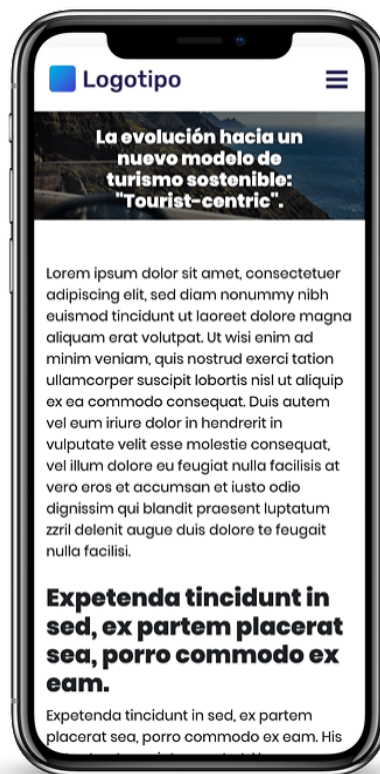 Logotipo
La evolución hacia un
nuevo modelo de
turismo sostenible:
"Tourist-centric".
Lorem ipsum dolor sit amet, consectetuer
adipiscing elit, sed diam nonummy nibh
euismod tincidunt ut laoreet dolore magna
aliquam erat volutpat. Ut wisi enim ad
minim veniam, quis nostrud exerci tation
ullamcorper suscipit lobortis nisl ut aliquip
ex ea commodo consequat. Duis autem
vel eum iriure dolor in hendrerit in
vulputate velit esse molestie consequat,
vel illum dolore eu feugiat nulla facilisis at
vero eros et accumsan et iusto odio
dignissim qui blandit praesent luptatum
zzril delenit augue duis dolore te feugait
nulla facilisi.
Expetenda tincidunt in
sed, ex partem placerat
sea, porro commodo ex
eam.
Expetenda tincidunt in sed, ex partem
placerat sea, porro commodo ex eam. His